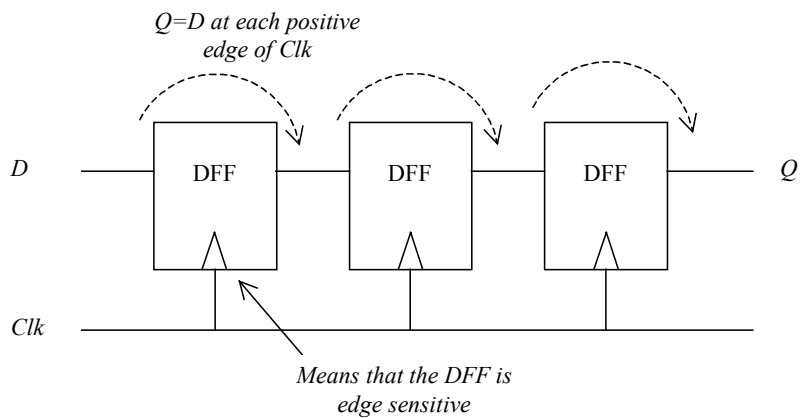 Q=D at each positive
edge of Clk
D
DFF
DFF
DFF
Q
Clk
Means that the DFF is
edge sensitive